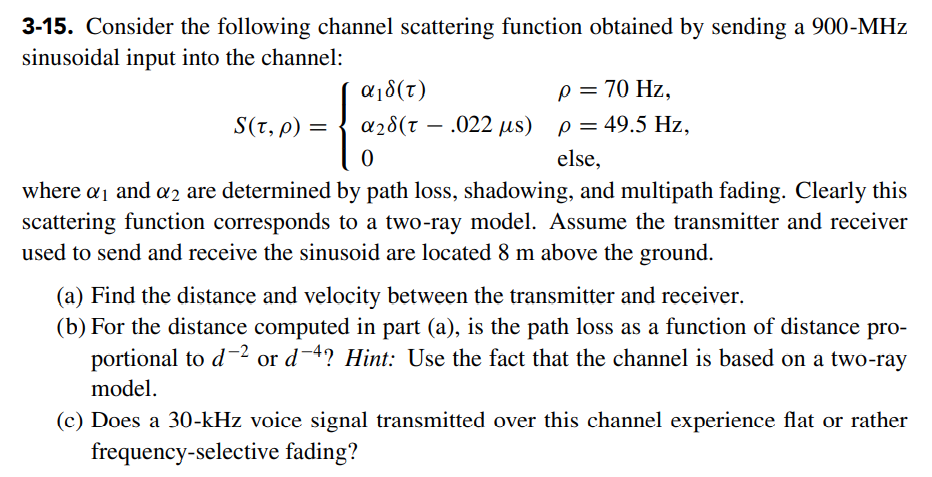 3-15. Consider the following channel scattering function obtained by sending a 900-MHz
sinusoidal input into the channel:
S(τ, ρ) = { α₁δ(τ) ρ = 70 Hz,
α₂δ(τ − .022 μs) ρ = 49.5 Hz,
0 else,
where α₁ and α₂ are determined by path loss, shadowing, and multipath fading. Clearly this
scattering function corresponds to a two-ray model. Assume the transmitter and receiver
used to send and receive the sinusoid are located 8 m above the ground.
(a) Find the distance and velocity between the transmitter and receiver.
(b) For the distance computed in part (a), is the path loss as a function of distance pro-
portional to d⁻² or d⁻⁴? Hint: Use the fact that the channel is based on a two-ray
model.
(c) Does a 30-kHz voice signal transmitted over this channel experience flat or rather
frequency-selective fading?